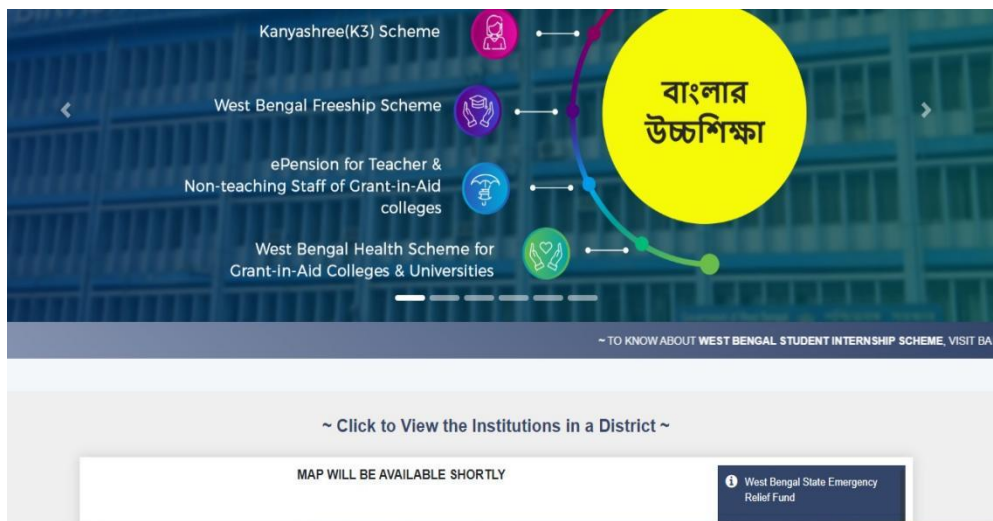 Kanyashree(K3) Scheme
West Bengal Freeship Scheme
ePension for Teacher &
Non-teaching Staff of Grant-in-Aid
colleges
West Bengal Health Scheme for
Grant-in-Aid Colleges & Universities
বাংলার
উচ্চশিক্ষা
~ TO KNOW ABOUT WEST BENGAL STUDENT INTERNSHIP SCHEME, VISIT BA
~ Click to View the Institutions in a District ~
MAP WILL BE AVAILABLE SHORTLY
West Bengal State Emergency
Relief Fund